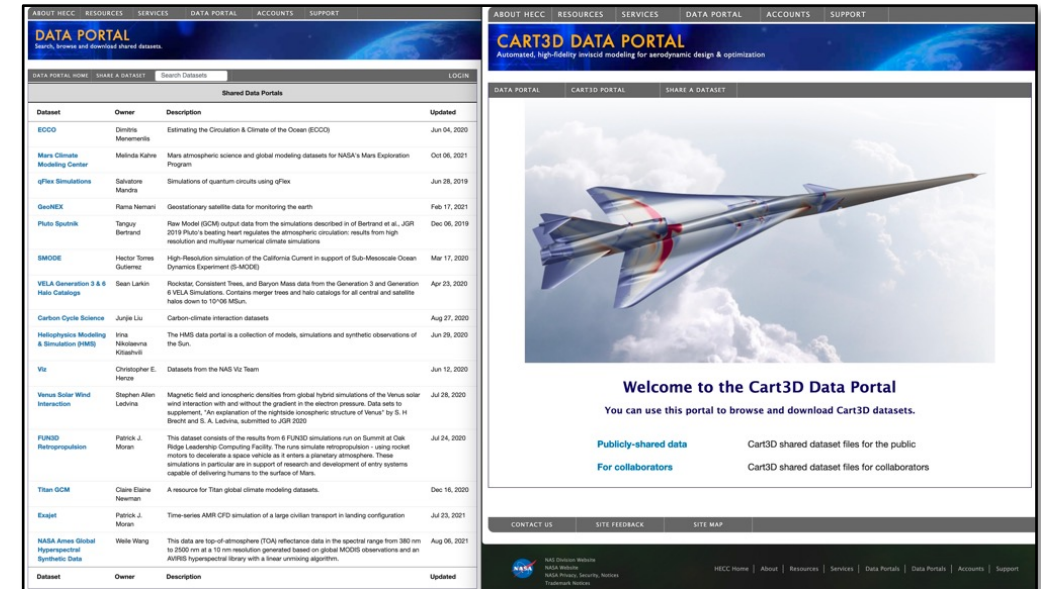 ABOUT HECC RESOURCES SERVICES DATA PORTAL ACCOUNTS SUPPORT
DATA PORTAL
Search, browse and download shared datasets.
DATA PORTAL HOME SHARE A DATASET Search Datasets LOGIN
Shared Data Portals
Dataset Owner Description Updated
ECCO Dimitris Estimating the Circulation & Climate of the Ocean (ECCO) Jun 04, 2020
Menemenlis
Mars Climate Melinda Kahre Mars atmospheric science and global modeling datasets for NASA's Mars Exploration Oct 06, 2021
Modeling Center Program
qFlex Simulations Salvatore Simulations of quantum circuits using qFlex Jun 28, 2019
Mandra
GeoNEX Rama Nemani Geostationary satellite data for monitoring the earth Feb 17, 2021
Pluto Sputnik Tanguy Raw Model (GCM) output data from the simulations described in of Bertrand et al., JGR Dec 06, 2019
Bertrand 2019 Pluto's beating heart regulates the atmospheric circulation: results from high
resolution and multiyear numerical climate simulations
SMODE Hector Torres High-Resolution simulation of the California Current in support of Sub-Mesoscale Ocean Mar 17, 2020
Gutierrez Dynamics Experiment (S-MODE)
VELA Generation 3 & 6 Sean Larkin Rockstar, Consistent Trees, and Baryon Mass data from the Generation 3 and Generation Apr 23, 2020
Halo Catalogs 6 VELA Simulations. Contains merger trees and halo catalogs for all central and satellite
halos down to 10^06 MSun.
Carbon Cycle Science Junjie Liu Carbon-climate interaction datasets Aug 27, 2020
Heliophysics Modeling Irina The HMS data portal is a collection of models, simulations and synthetic observations of Jun 29, 2020
& Simulation (HMS) Nikolaevna the Sun.
Kitiashvili
Viz Christopher E. Datasets from the NAS Viz Team Jun 12, 2020
Henze
Venus Solar Wind Stephen Allen Magnetic field and ionospheric densities from global hybrid simulations of the Venus solar Jul 28, 2020
Interaction Ledvina wind interaction with and without the gradient in the electron pressure. Data sets to
supplement, "An explanation of the nightside ionospheric structure of Venus" by S. H
Brecht and S. A. Ledvina, submitted to JGR 2020
FUN3D Patrick J. This dataset consists of the results from 6 FUN3D simulations run on Summit at Oak Jul 24, 2020
Retropropulsion Moran Ridge Leadership Computing Facility. The runs simulate retropropulsion - using rocket
motors to decelerate a space vehicle as it enters a planetary atmosphere. These
simulations in particular are in support of research and development of entry systems
capable of delivering humans to the surface of Mars.
Titan GCM Claire Elaine A resource for Titan global climate modeling datasets. Dec 16, 2020
Newman
Exajet Patrick J. Time-series AMR CFD simulation of a large civilian transport in landing configuration Jul 23, 2021
Moran
NASA Ames Global Weile Wang This data are top-of-atmosphere (TOA) reflectance data in the spectral range from 380 nm Aug 06, 2021
Hyperspectral to 2500 nm at a 10 nm resolution generated based on global MODIS observations and an
Synthetic Data AVIRIS hyperspectral library with a linear unmixing algorithm.
Dataset Owner Description Updated
ABOUT HECC RESOURCES SERVICES DATA PORTAL ACCOUNTS SUPPORT
CART3D DATA PORTAL
Automated, high-fidelity inviscid modeling for aerodynamic design & optimization
DATA PORTAL CART3D PORTAL SHARE A DATASET
Welcome to the Cart3D Data Portal
You can use this portal to browse and download Cart3D datasets.
Publicly-shared data Cart3D shared dataset files for the public
For collaborators Cart3D shared dataset files for collaborators
CONTACT US SITE FEEDBACK SITE MAP
NASA
NAS Division Website
NASA Website
NASA Privacy, Security, Notices
Trademark Notices
HECC Home | About | Resources | Services | Data Portals | Data Portals | Accounts | Support